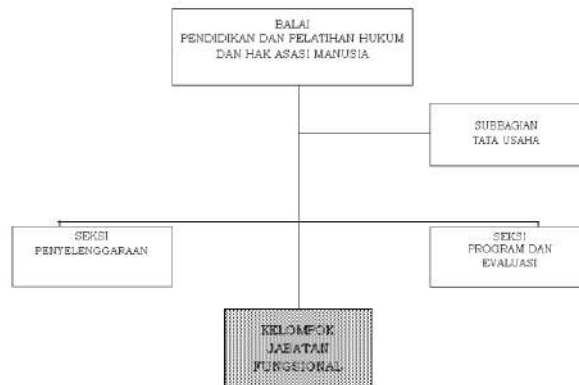 BALAI
PENDIDIKAN DAN PELATIHAN HUKUM
DAN HAK ASASI MANUSIA
SUBBAGIAN
TATA USAHA
SEKSI
PENYELENGGARAAN
SEKSI
PROGRAM DAN
EVALUASI
KELOMPOK
JABATAN
FUNGSIONAL